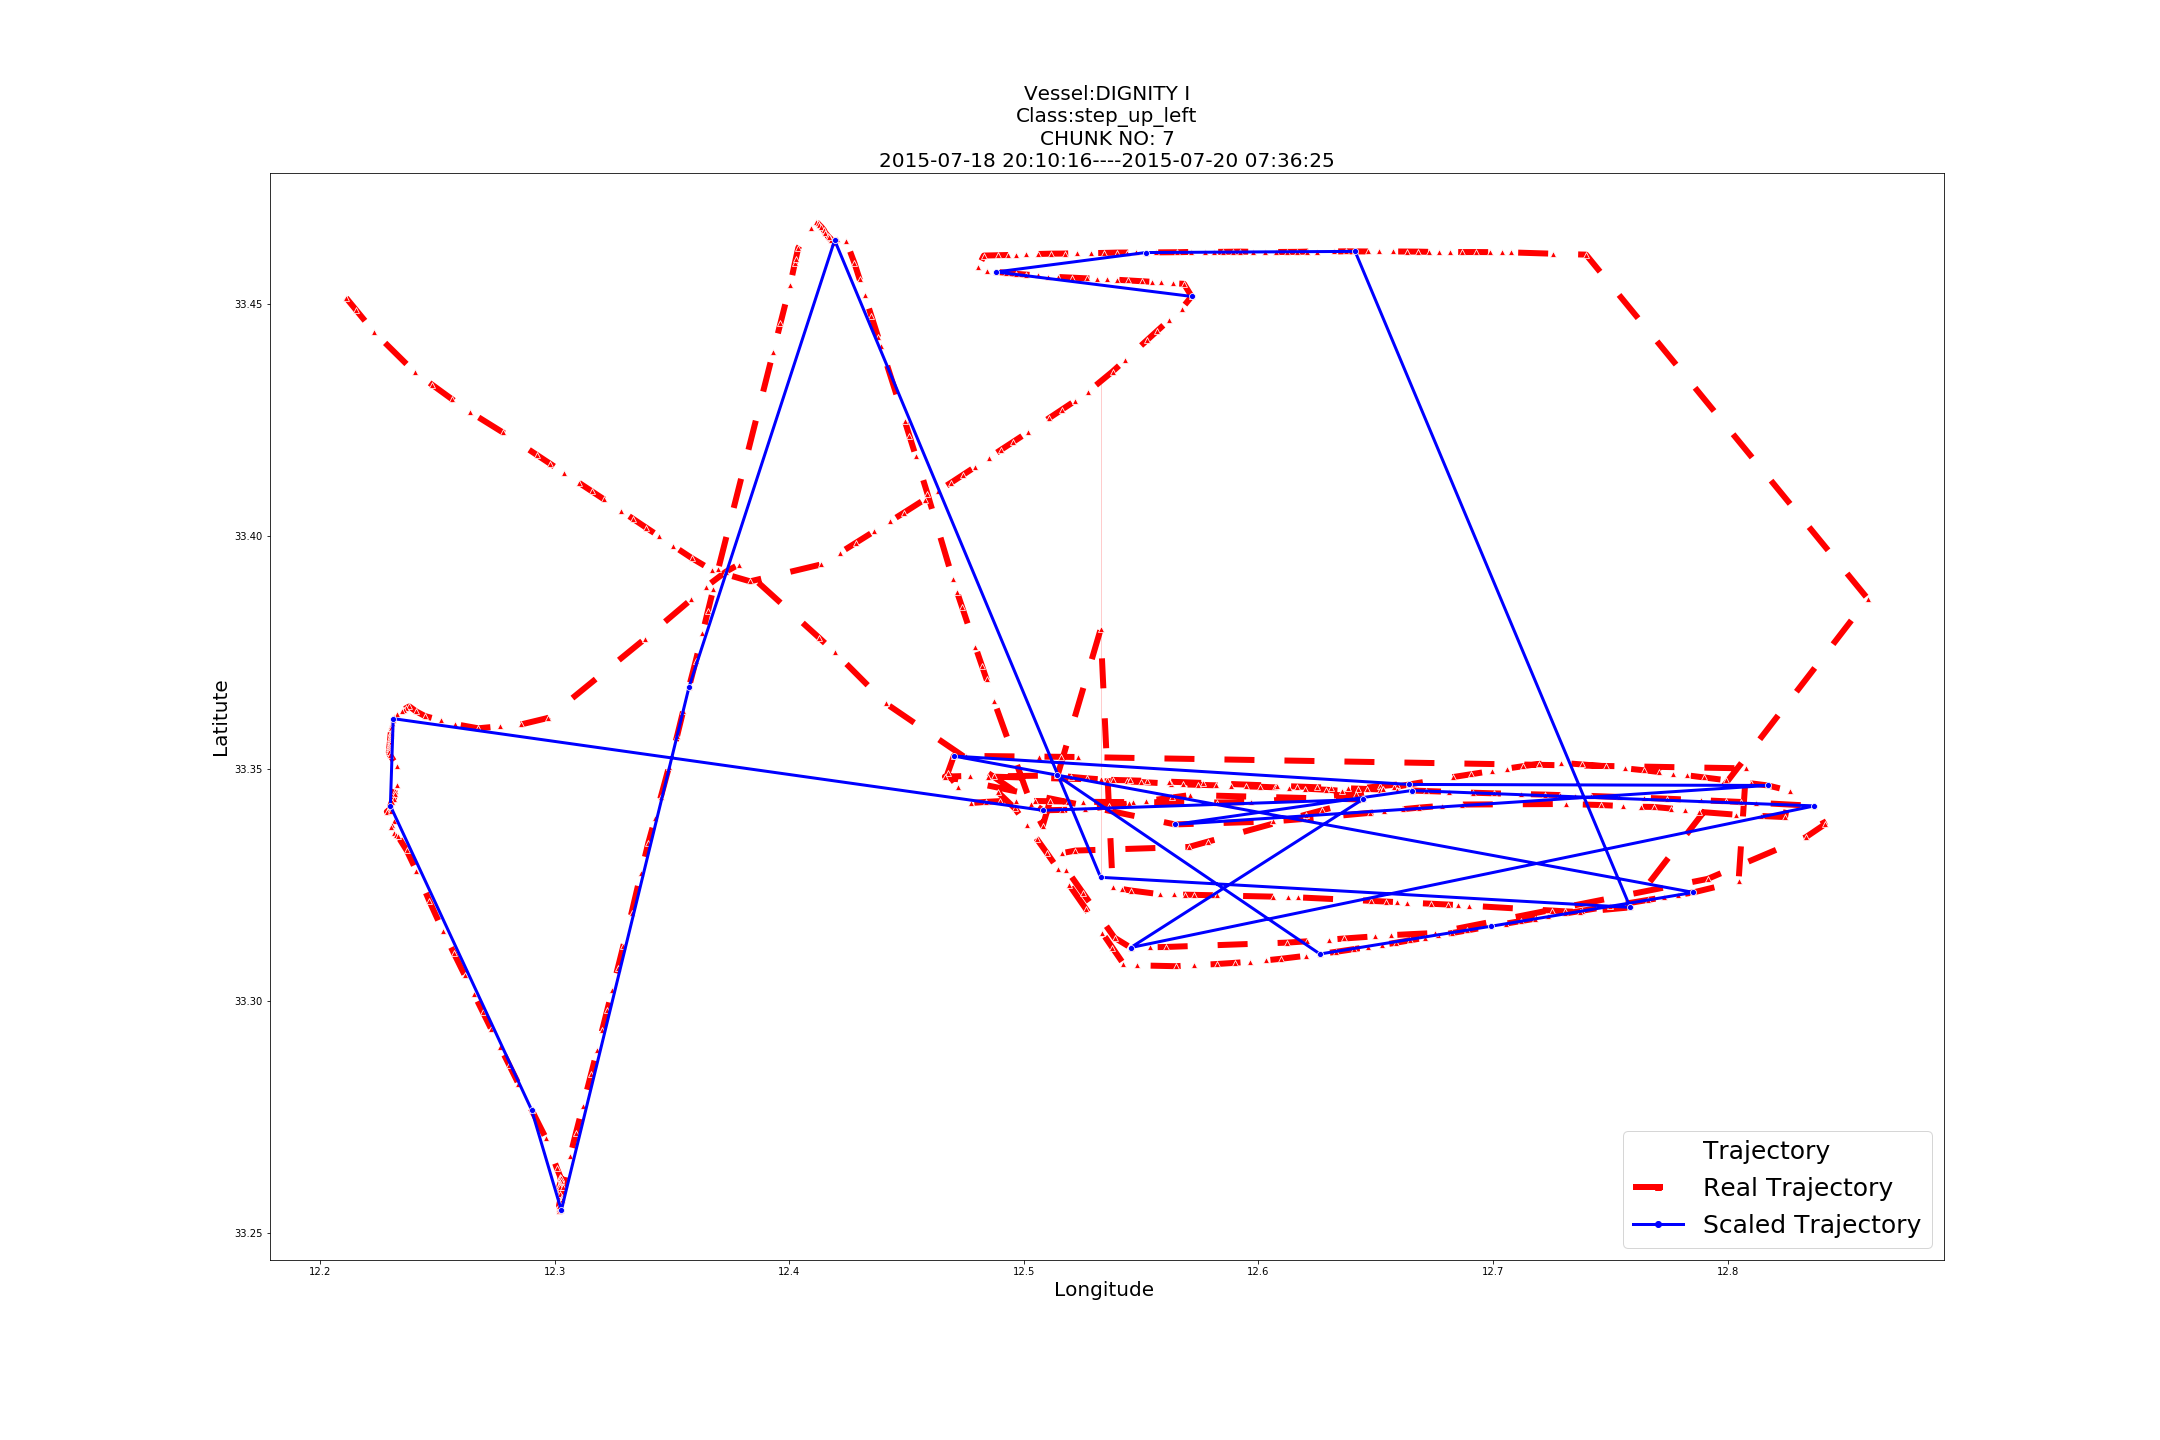 Vessel:DIGNITY I
Class:step_up_left
CHUNK NO: 7
2015-07-18 20:10:16----2015-07-20 07:36:25
Latitute
33.45
33.40
33.35
33.30
33.25
12.2
12.3
12.4
12.5
12.6
12.7
12.8
Longitude
Trajectory
Real Trajectory
Scaled Trajectory